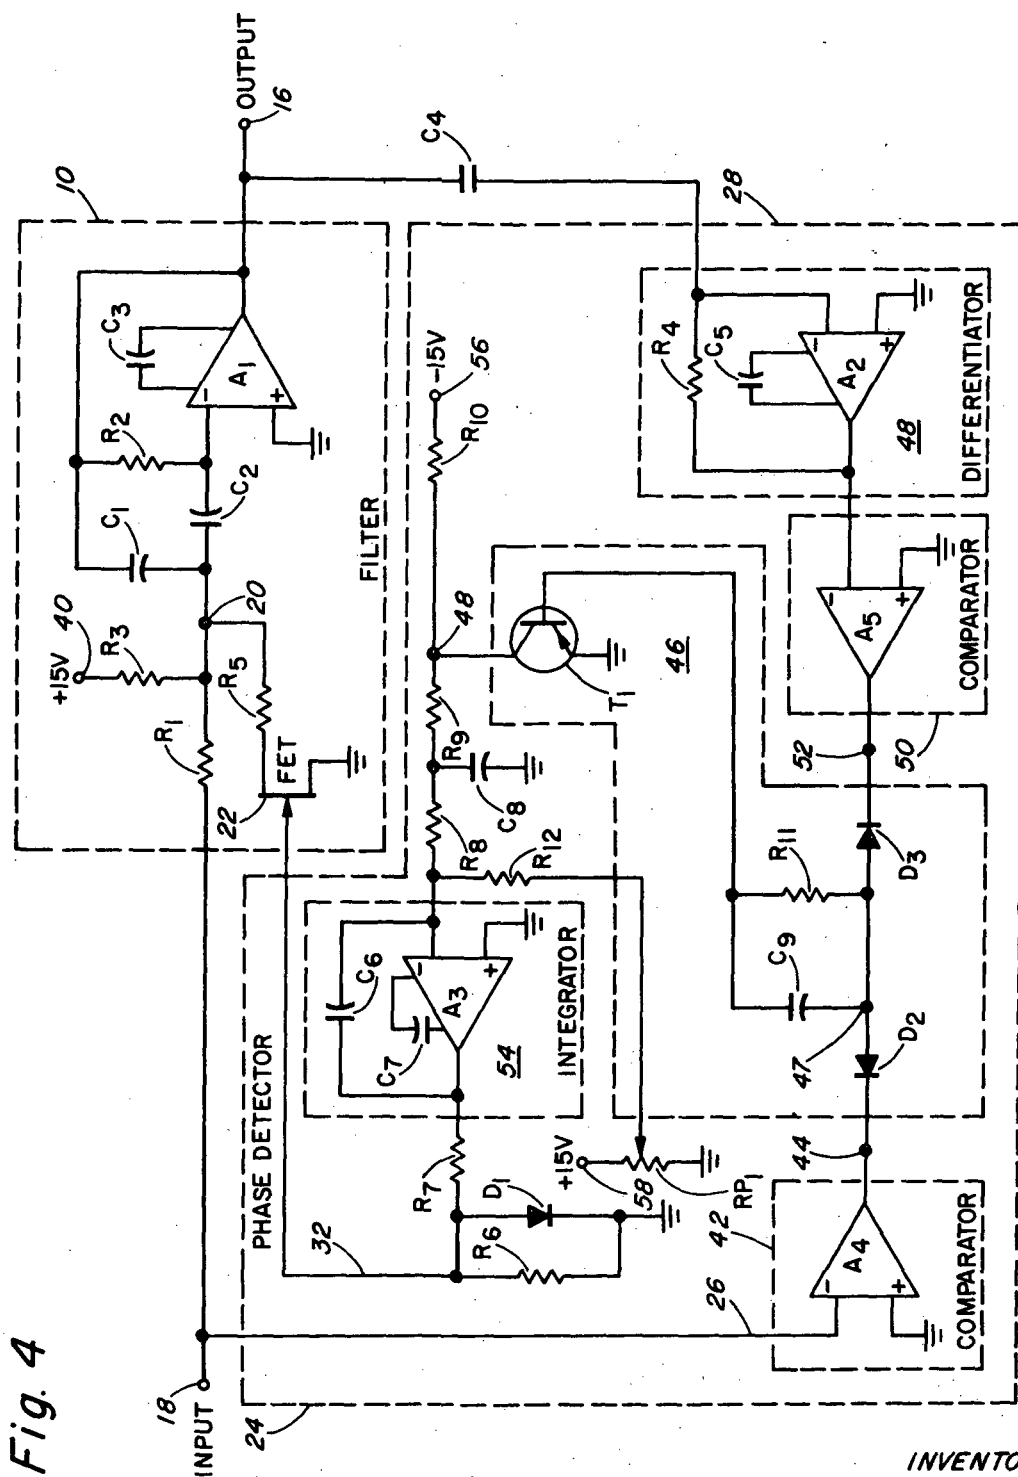 Fig. 4
INPUT
18
OUTPUT
16
10
FILTER
+15V
40
R1
R3
20
R5
FET
22
C1
C2
R2
C3
A1
-
+
C4
24
PHASE DETECTOR
32
R7
D1
R6
C6
C7
A3
-
+
54
INTEGRATOR
R8
C8
R9
48
R10
-15V
56
R12
+15V
58
RP1
T1
46
28
R4
C5
A2
-
+
48
DIFFERENTIATOR
26
42
A4
-
+
COMPARATOR
44
47
D2
C9
R11
D3
52
50
A5
-
+
COMPARATOR
INVENTO